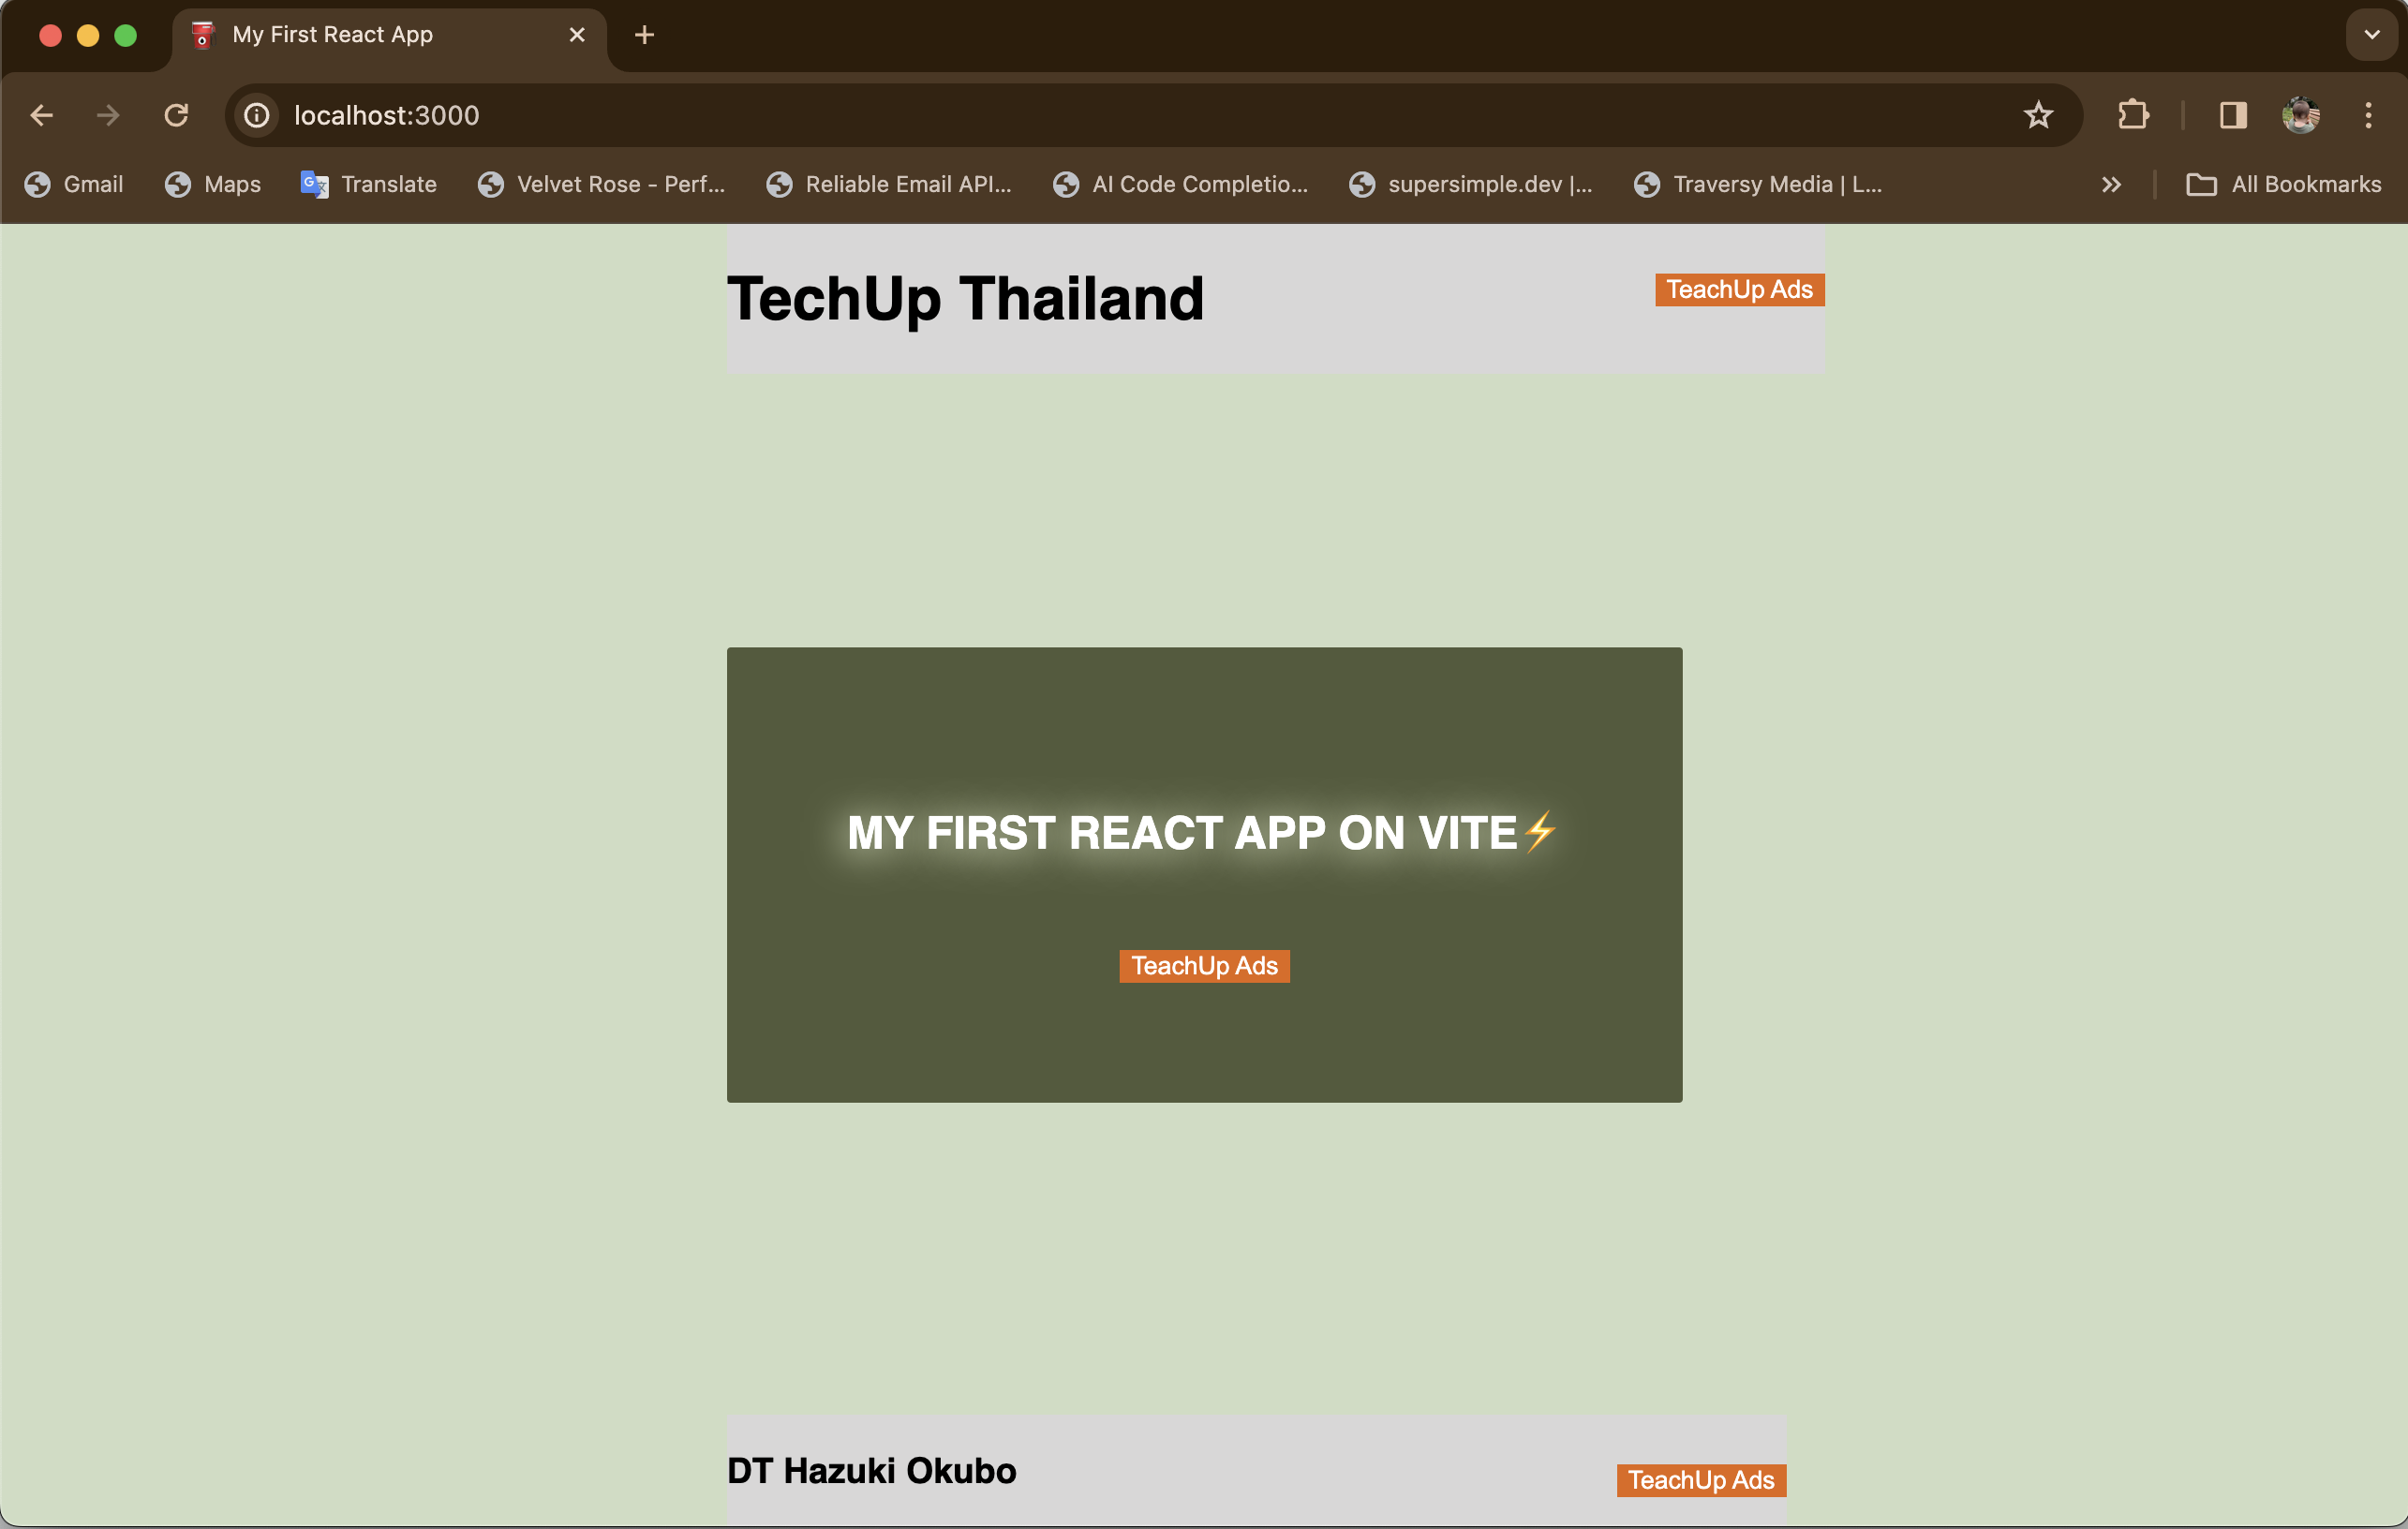 My First React App
localhost:3000
Gmail Maps Translate Velvet Rose - Perf... Reliable Email API... AI Code Completio... supersimple.dev |... Traversy Media | L... All Bookmarks
TechUp Thailand TeachUp Ads
MY FIRST REACT APP ON VITE⚡
TeachUp Ads
DT Hazuki Okubo TeachUp Ads